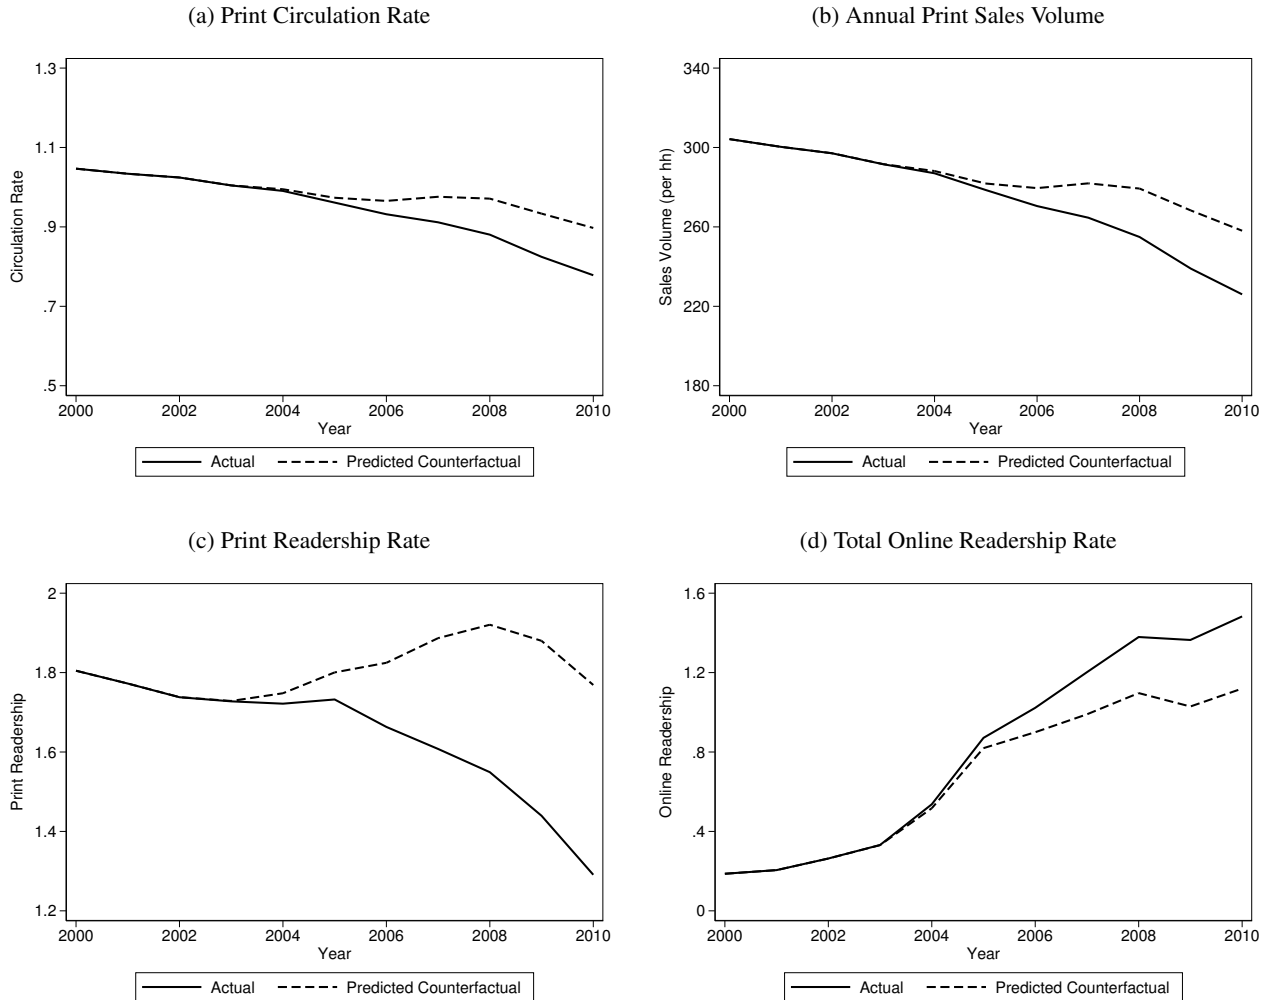 (a) Print Circulation Rate
1.3
1.1
.9
.7
.5
Circulation Rate
2000 2002 2004 2006 2008 2010
Year
Actual Predicted Counterfactual
(b) Annual Print Sales Volume
340
300
260
220
180
Sales Volume (per hh)
2000 2002 2004 2006 2008 2010
Year
Actual Predicted Counterfactual
(c) Print Readership Rate
2
1.8
1.6
1.4
1.2
Print Readership
2000 2002 2004 2006 2008 2010
Year
Actual Predicted Counterfactual
(d) Total Online Readership Rate
1.6
1.2
.8
.4
0
Online Readership
2000 2002 2004 2006 2008 2010
Year
Actual Predicted Counterfactual